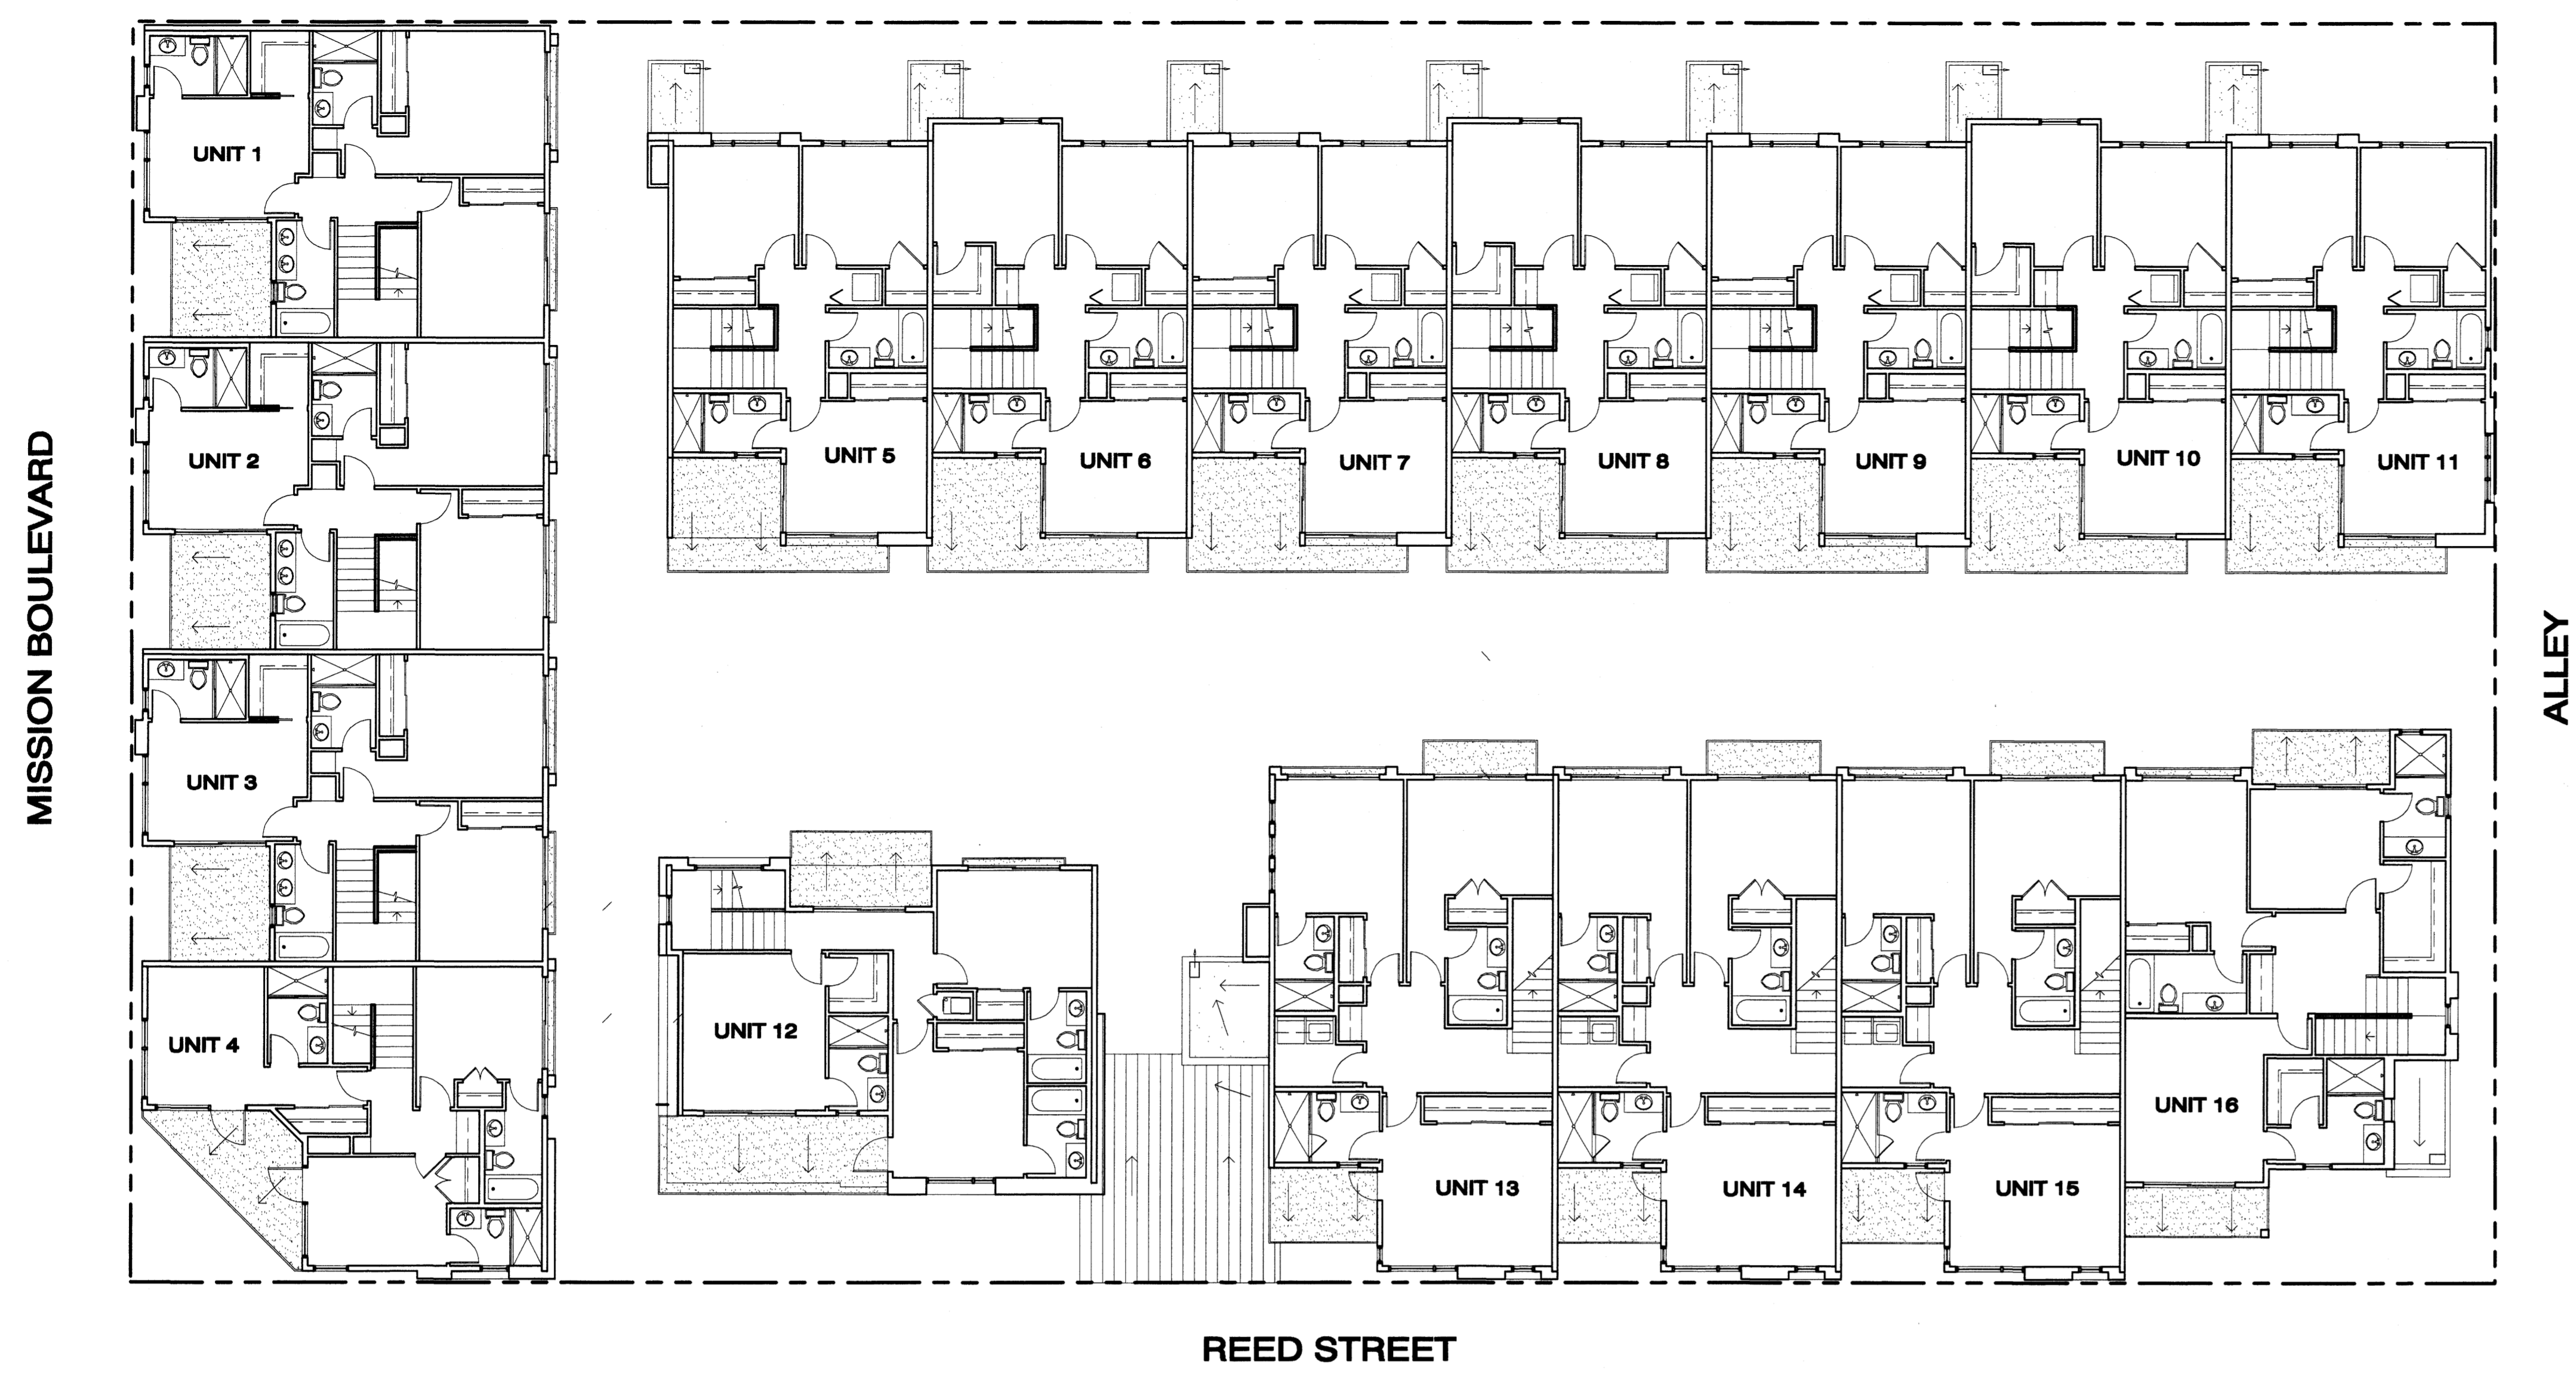 UNIT 1
UNIT 2
UNIT 3
UNIT 4
UNIT 5
UNIT 6
UNIT 7
UNIT 8
UNIT 9
UNIT 10
UNIT 11
UNIT 12
UNIT 13
UNIT 14
UNIT 15
UNIT 16
MISSION BOULEVARD
ALLEY
REED STREET